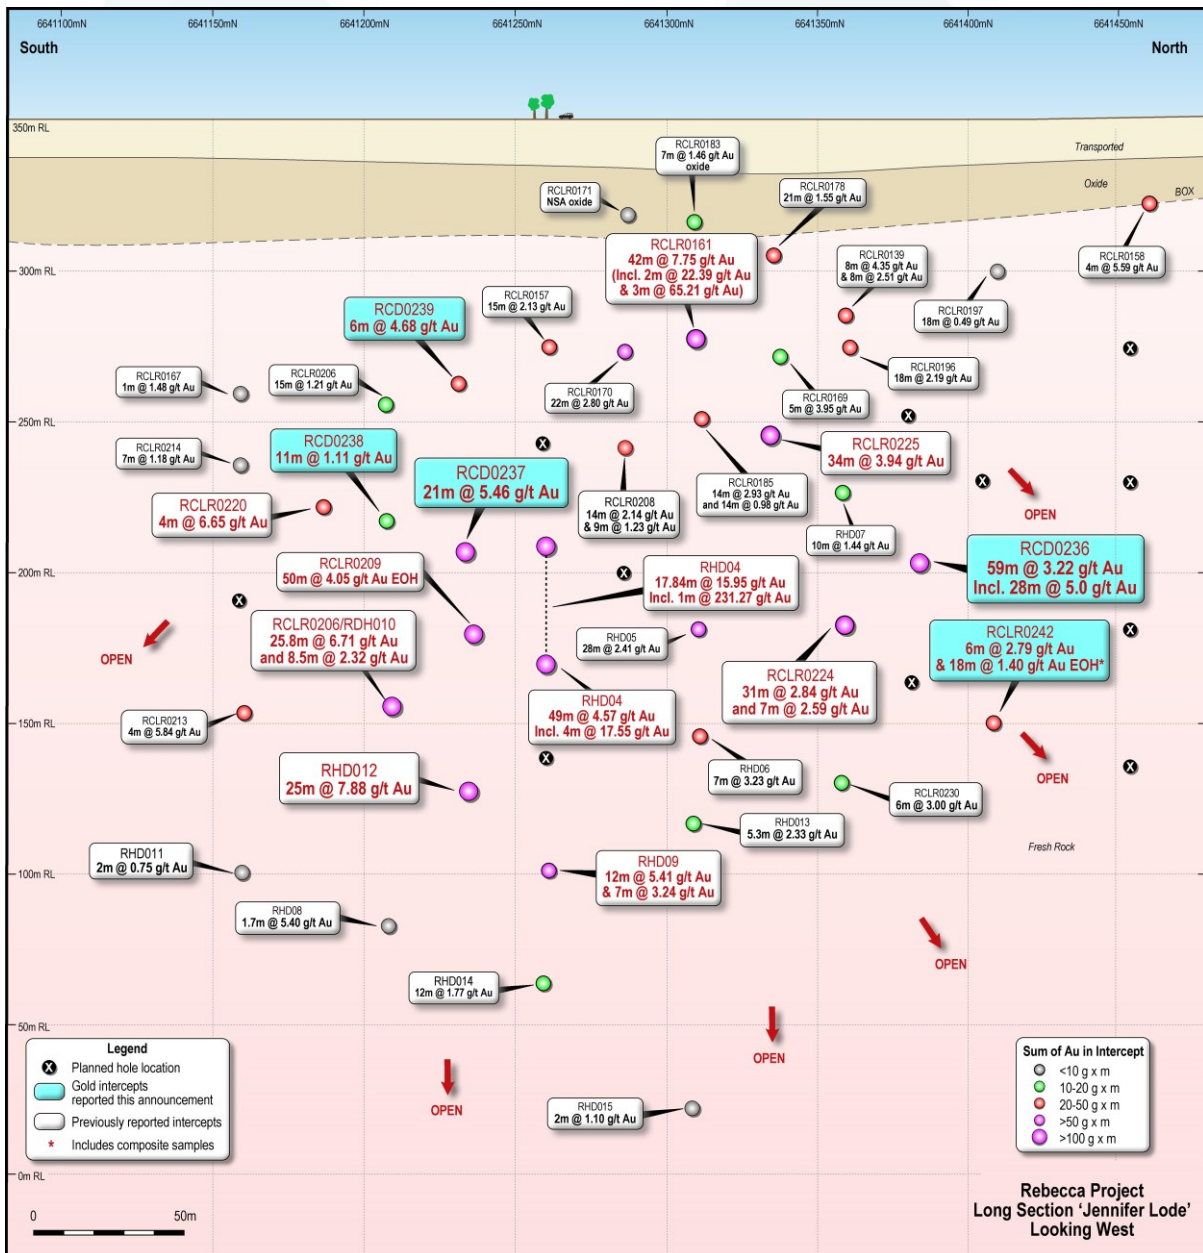 6641100mN
6641150mN
6641200mN
6641250mN
6641300mN
6641350mN
6641400mN
6641450mN
South
North
350m RL
RCLR0183
7m @ 1.46 g/t Au
oxide
Transported
Oxide
BOX
RCLR0171
NSA oxide
RCLR0178
21m @ 1.55 g/t Au
RCLR0161
42m @ 7.75 g/t Au
(Incl. 2m @ 22.39 g/t Au
& 3m @ 65.21 g/t Au)
RCLR0139
8m @ 4.35 g/t Au
& 8m @ 2.51 g/t Au
RCLR0158
4m @ 5.59 g/t Au
300m RL
RCLR0157
15m @ 2.13 g/t Au
RCD0239
6m @ 4.68 g/t Au
RCLR0197
18m @ 0.49 g/t Au
RCLR0196
18m @ 2.19 g/t Au
RCLR0167
1m @ 1.48 g/t Au
RCLR0206
15m @ 1.21 g/t Au
RCLR0170
22m @ 2.80 g/t Au
RCLR0169
5m @ 3.95 g/t Au
250m RL
RCLR0214
7m @ 1.18 g/t Au
RCD0238
11m @ 1.11 g/t Au
RCD0237
21m @ 5.46 g/t Au
RCLR0225
34m @ 3.94 g/t Au
RCLR0185
14m @ 2.93 g/t Au
and 14m @ 0.98 g/t Au
RCLR0208
14m @ 2.14 g/t Au
& 9m @ 1.23 g/t Au
RCLR0220
4m @ 6.65 g/t Au
OPEN
RHD07
10m @ 1.44 g/t Au
RCD0236
59m @ 3.22 g/t Au
Incl. 28m @ 5.0 g/t Au
RCLR0209
50m @ 4.05 g/t Au EOH
200m RL
RHD04
17.84m @ 15.95 g/t Au
Incl. 1m @ 231.27 g/t Au
RCLR0206/RDH010
25.8m @ 6.71 g/t Au
and 8.5m @ 2.32 g/t Au
RHD05
28m @ 2.41 g/t Au
RCLR0242
6m @ 2.79 g/t Au
& 18m @ 1.40 g/t Au EOH*
OPEN
RCLR0224
31m @ 2.84 g/t Au
and 7m @ 2.59 g/t Au
RHD04
49m @ 4.57 g/t Au
Incl. 4m @ 17.55 g/t Au
RCLR0213
4m @ 5.84 g/t Au
150m RL
RHD012
25m @ 7.88 g/t Au
RHD06
7m @ 3.23 g/t Au
OPEN
RCLR0230
6m @ 3.00 g/t Au
RHD013
5.3m @ 2.33 g/t Au
Fresh Rock
RHD011
2m @ 0.75 g/t Au
100m RL
RHD09
12m @ 5.41 g/t Au
& 7m @ 3.24 g/t Au
RHD08
1.7m @ 5.40 g/t Au
OPEN
RHD014
12m @ 1.77 g/t Au
50m RL
OPEN
OPEN
RHD015
2m @ 1.10 g/t Au
Legend
X Planned hole location
Gold intercepts
reported this announcement
Previously reported intercepts
* Includes composite samples
Sum of Au in Intercept
<10 g x m
10-20 g x m
20-50 g x m
>50 g x m
>100 g x m
0m RL
0 50m
Rebecca Project
Long Section 'Jennifer Lode'
Looking West